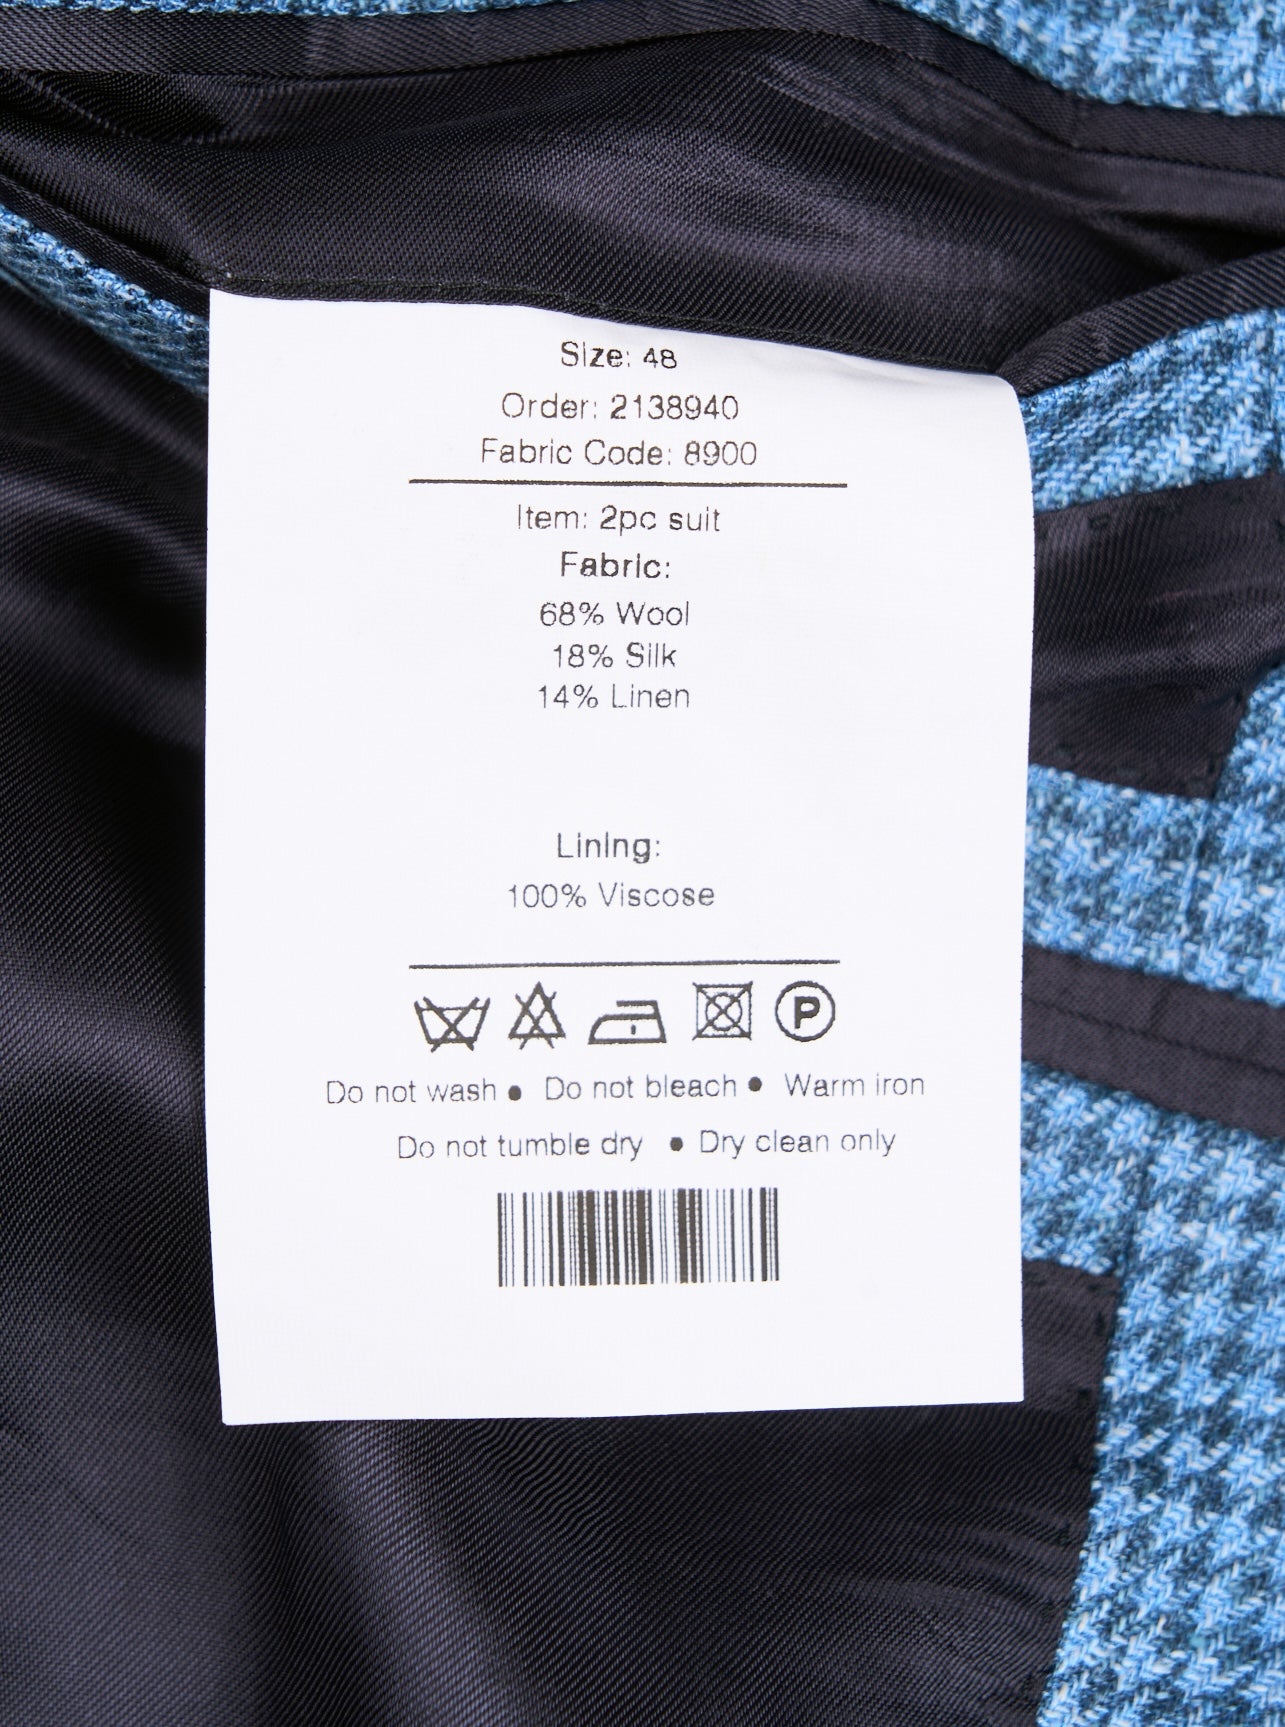 Size: 48
Order: 2138940
Fabric Code: 8900
Item: 2pc suit
Fabric:
68% Wool
18% Silk
14% Linen
Lining:
100% Viscose
P
Do not wash • Do not bleach • Warm iron
Do not tumble dry • Dry clean only